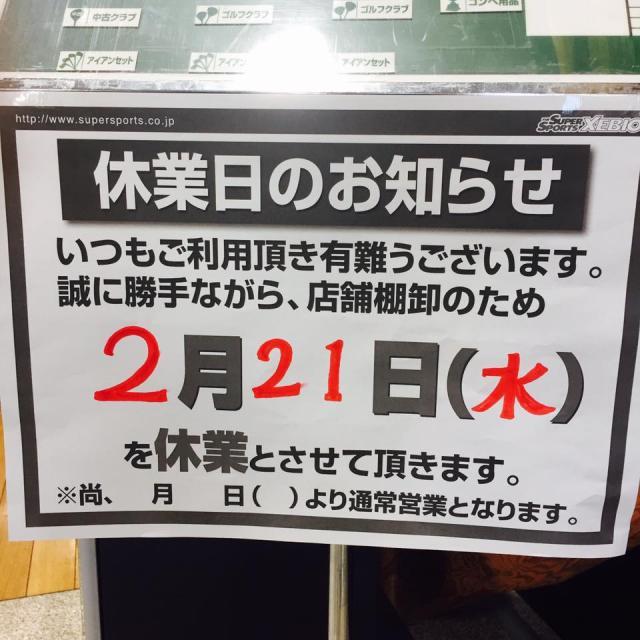 中古クラブ ゴルフクラブ ゴルフクラブ コンペ用品
アイアンセット アイアンセット アイアンセット
http://www.supersports.co.jp SUPER SPORTS XEBIO
休業日のお知らせ
いつもご利用頂き有難うございます。
誠に勝手ながら、店舗棚卸のため
2月21日(水)
を休業とさせて頂きます。
※尚、 月 日( )より通常営業となります。